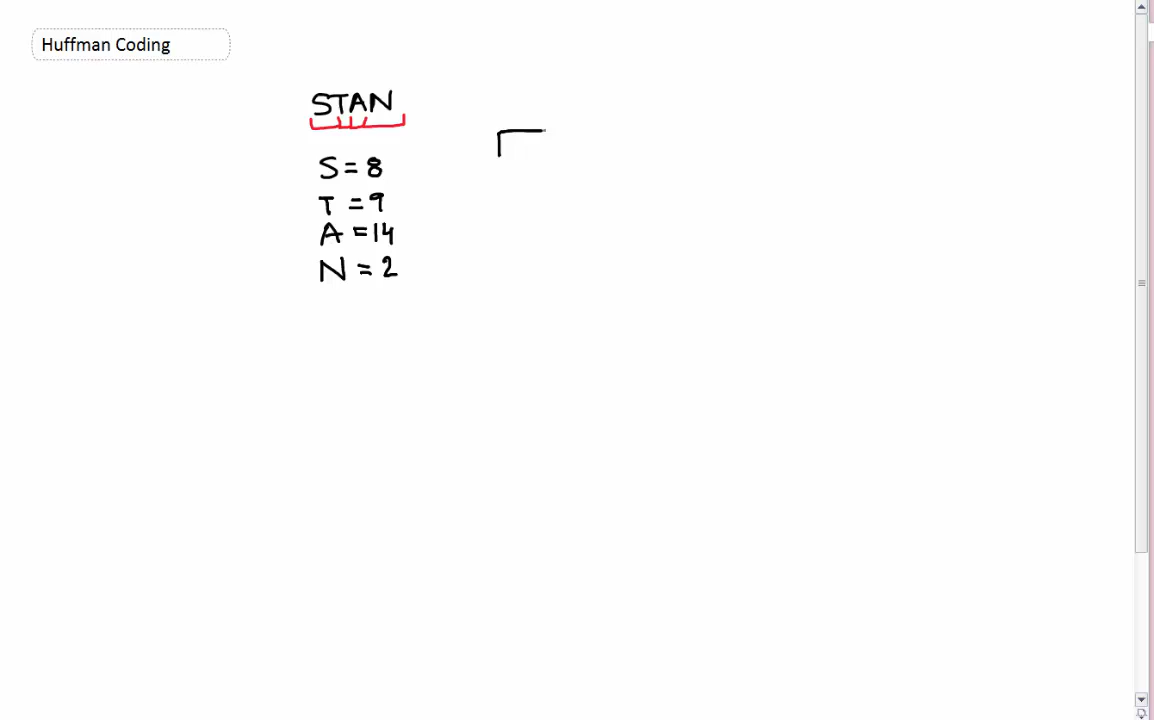 Huffman Coding
STAN
S = 8
T = 9
A = 14
N = 2